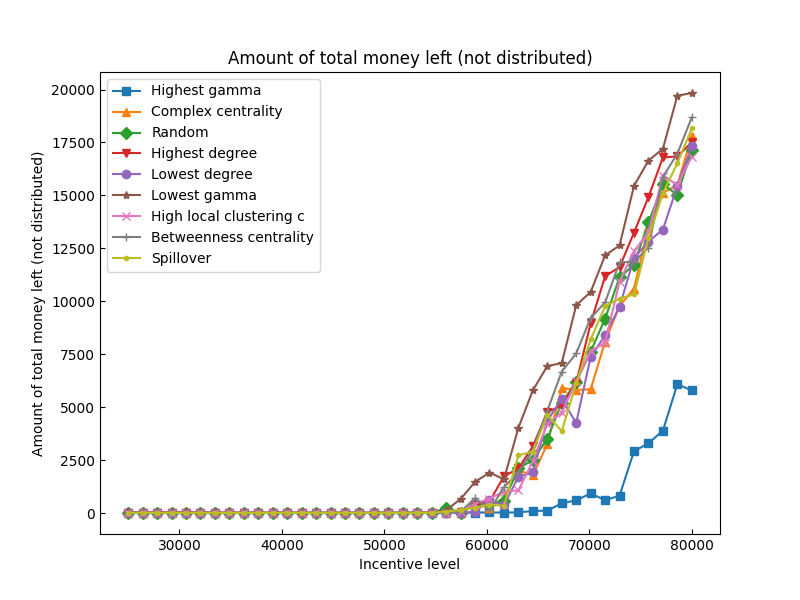 Amount of total money left (not distributed)
Amount of total money left (not distributed)
20000
17500
15000
12500
10000
7500
5000
2500
0
Highest gamma
Complex centrality
Random
Highest degree
Lowest degree
Lowest gamma
High local clustering c
Betweenness centrality
Spillover
30000 40000 50000 60000 70000 80000
Incentive level